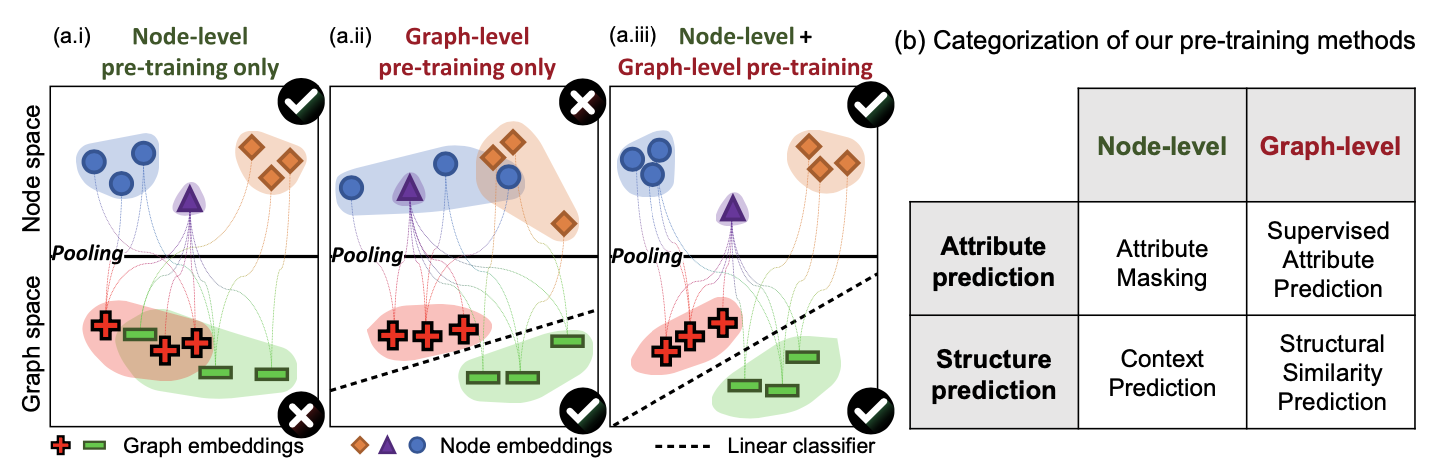 (a.i) Node-level
pre-training only
(a.ii) Graph-level
pre-training only
(a.iii) Node-level +
Graph-level pre-training
Node space
Graph space
Pooling
Pooling
Pooling
Graph embeddings
Node embeddings
Linear classifier
(b) Categorization of our pre-training methods
Node-level
Graph-level
Attribute
prediction
Attribute
Masking
Supervised
Attribute
Prediction
Structure
prediction
Context
Prediction
Structural
Similarity
Prediction